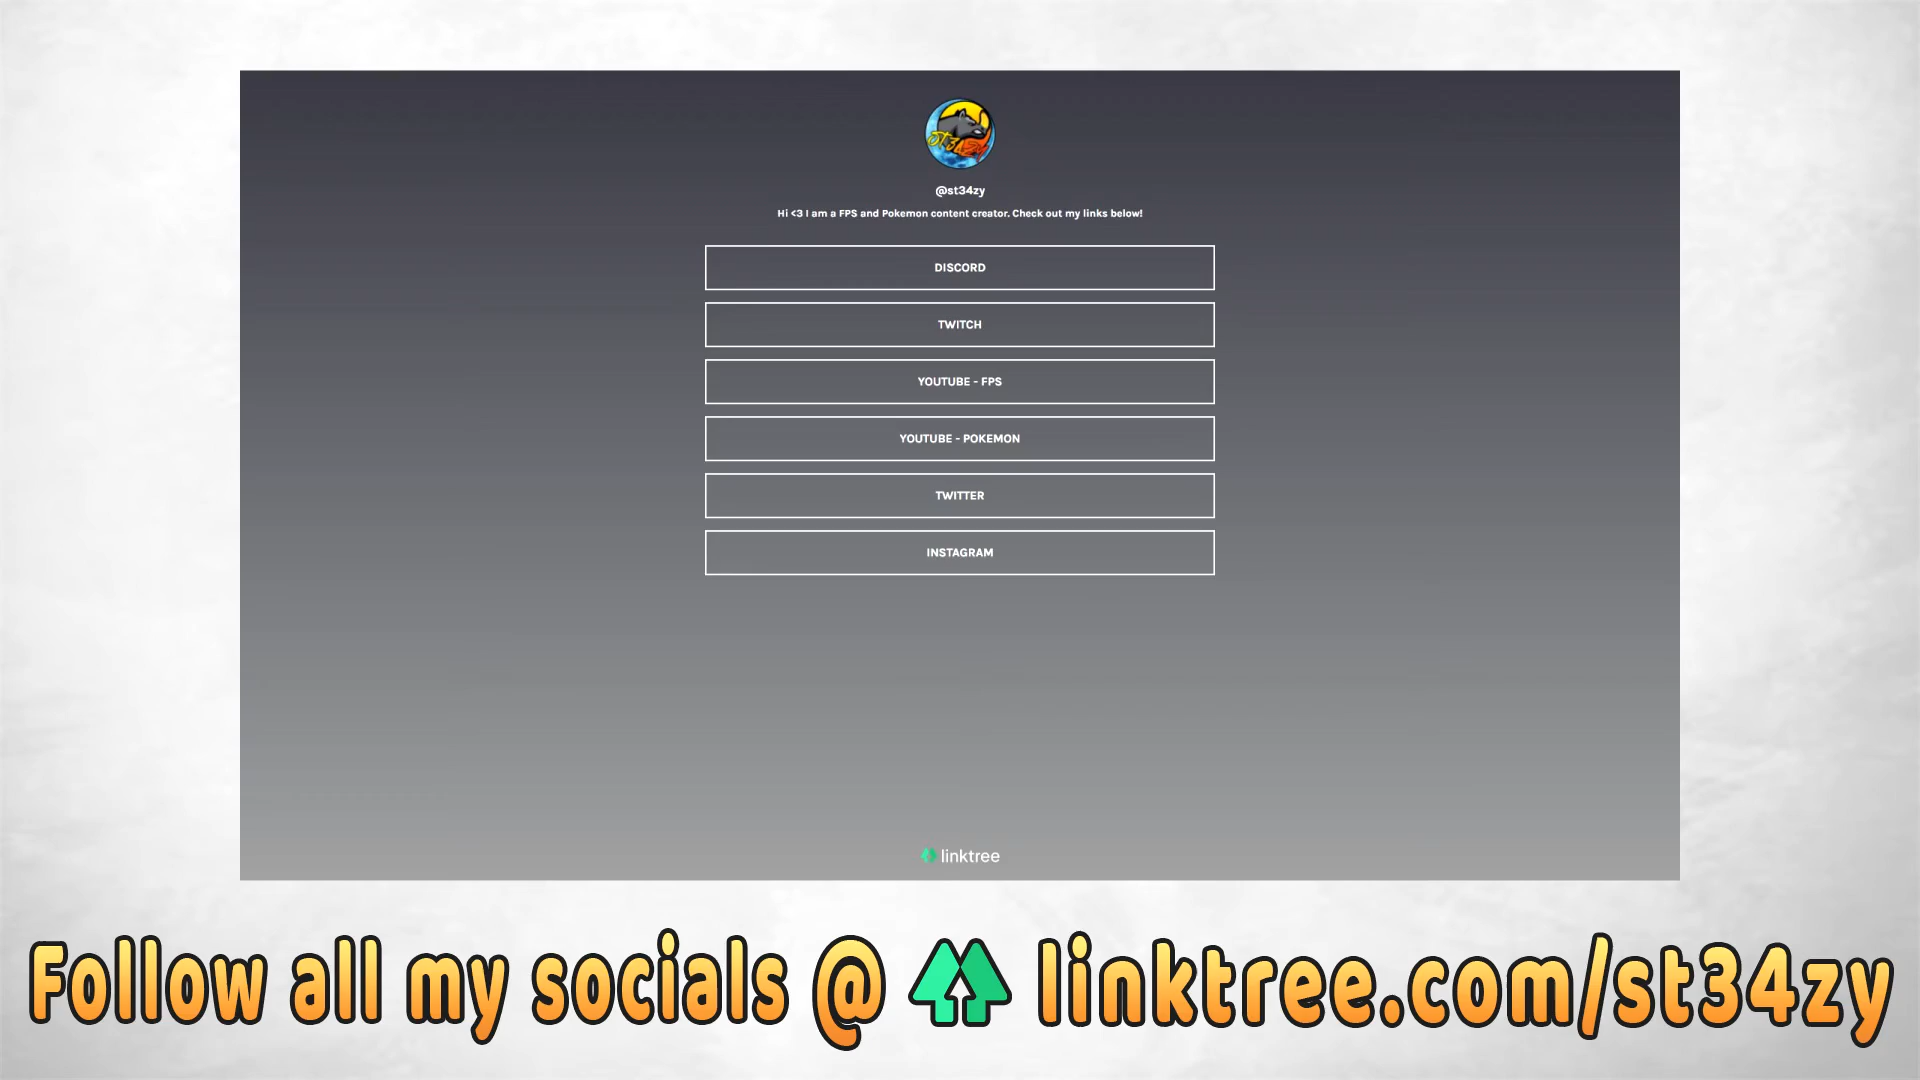 St34zy
@st34zy
Hi <3 I am a FPS and Pokemon content creator. Check out my links below!
DISCORD
TWITCH
YOUTUBE - FPS
YOUTUBE - POKEMON
TWITTER
INSTAGRAM
linktree
Follow all my socials @ linktree.com/st34zy